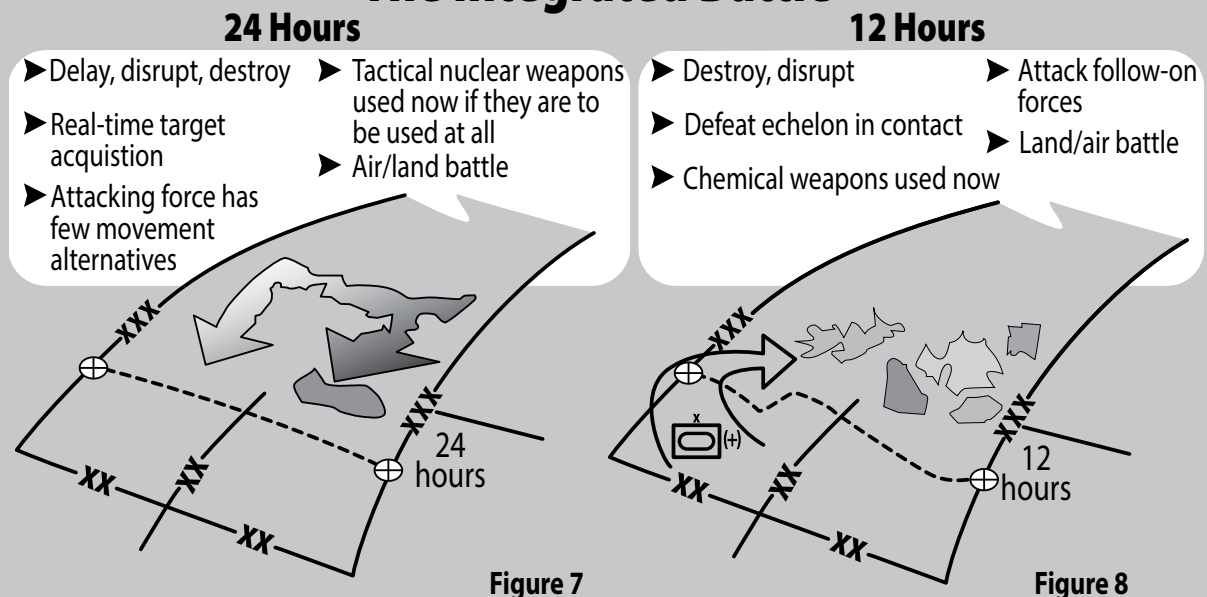 24 Hours
➤ Delay, disrupt, destroy
➤ Real-time target
acquistion
➤ Attacking force has
few movement
alternatives
➤ Tactical nuclear weapons
used now if they are to
be used at all
➤ Air/land battle
XXX
XXX
24
hours
XX
XX
XX
Figure 7
12 Hours
➤ Destroy, disrupt
➤ Defeat echelon in contact
➤ Chemical weapons used now
➤ Attack follow-on
forces
➤ Land/air battle
XXX
XXX
x
(+)
12
hours
XX
XX
XX
Figure 8